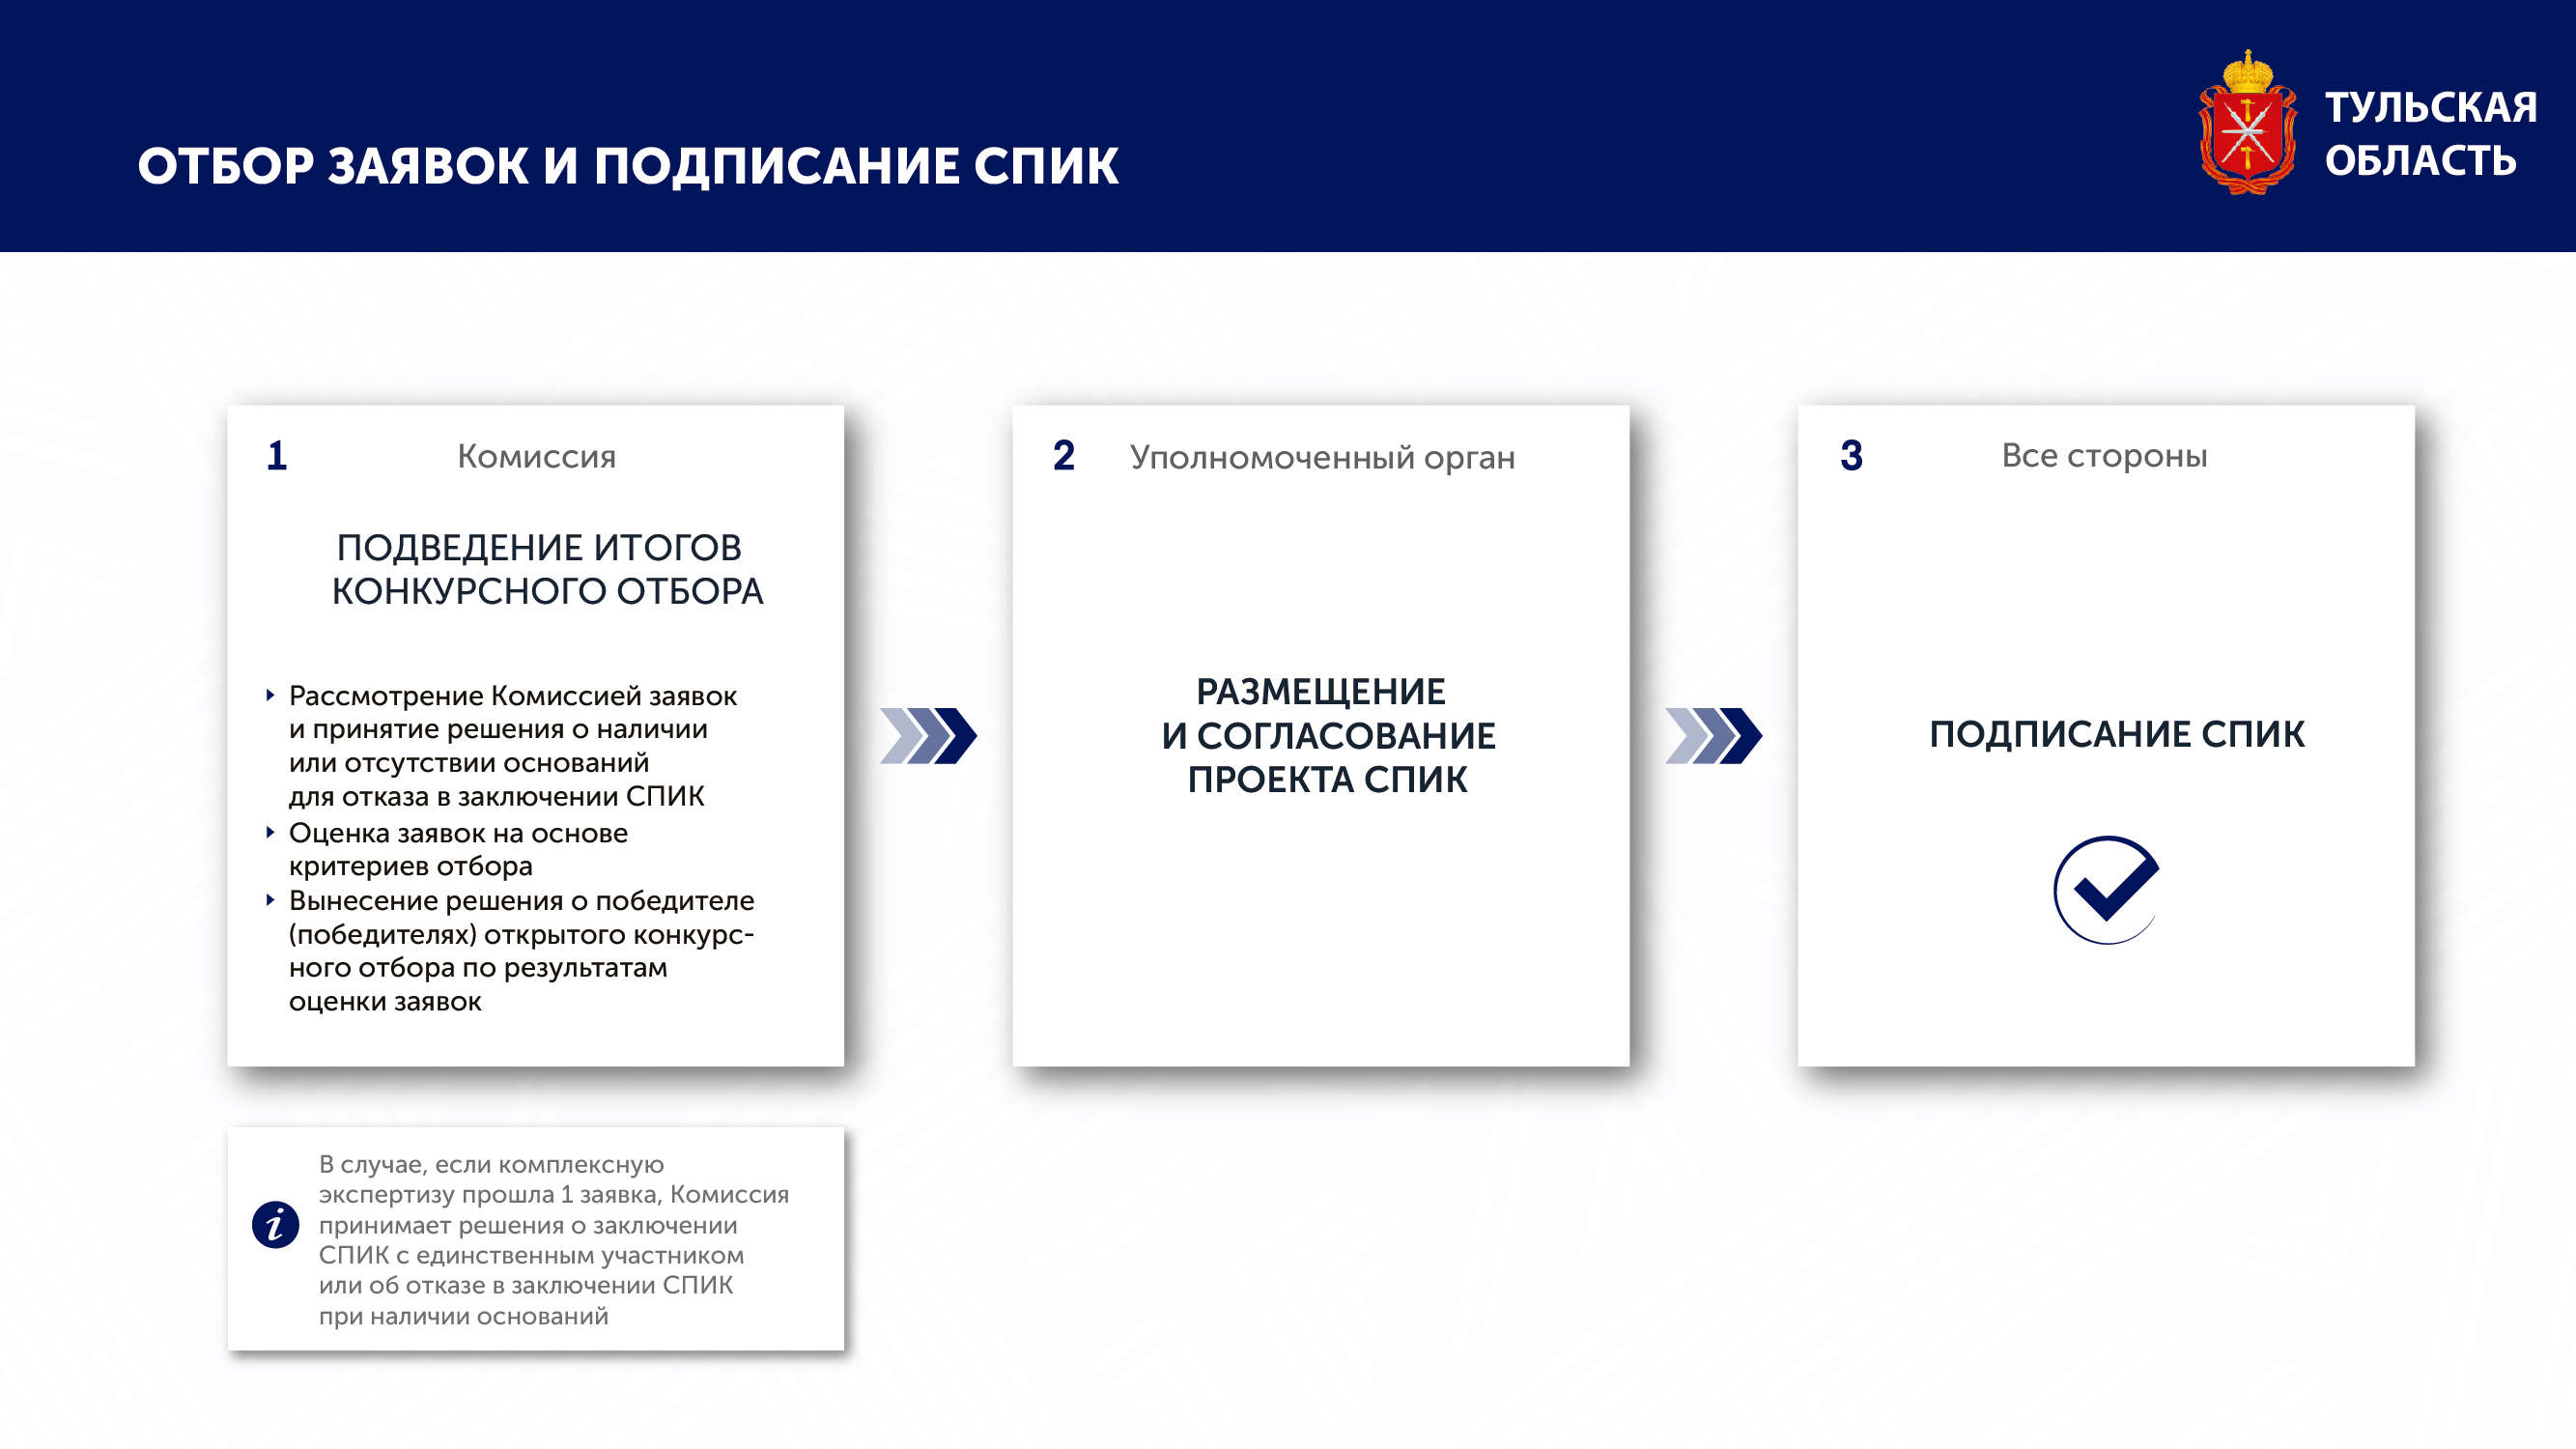 ОТБОР ЗАЯВОК И ПОДПИСАНИЕ СПИК
ТУЛЬСКАЯ
ОБЛАСТЬ
1
Комиссия
ПОДВЕДЕНИЕ ИТОГОВ
КОНКУРСНОГО ОТБОРА
Рассмотрение Комиссией заявок
и принятие решения о наличии
или отсутствии оснований
для отказа в заключении СПИК
Оценка заявок на основе
критериев отбора
Вынесение решения о победителе
(победителях) открытого конкурс-
ного отбора по результатам
оценки заявок
2
Уполномоченный орган
РАЗМЕЩЕНИЕ
И СОГЛАСОВАНИЕ
ПРОЕКТА СПИК
3
Все стороны
ПОДПИСАНИЕ СПИК
i
В случае, если комплексную
экспертизу прошла 1 заявка, Комиссия
принимает решения о заключении
СПИК с единственным участником
или об отказе в заключении СПИК
при наличии оснований